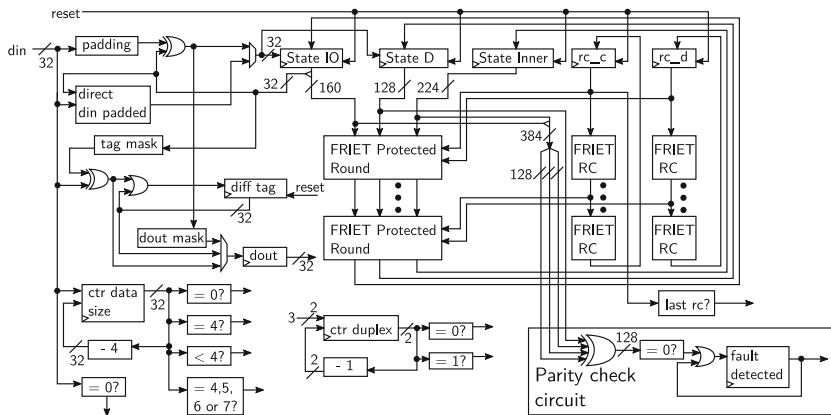 reset
din
32
padding
32
State IO
State D
State Inner
rc_c
rc_d
direct
din padded
32
160
128
224
384
128
tag mask
FRIET Protected
Round
FRIET
RC
FRIET
RC
diff tag
reset
32
dout mask
dout
32
FRIET Protected
Round
FRIET
RC
FRIET
RC
ctr data
size
32
= 0?
= 4?
< 4?
= 4,5,
6 or 7?
- 4
32
= 0?
3
2
ctr duplex
2
= 0?
= 1?
- 1
2
last rc?
128
= 0?
fault
detected
Parity check
circuit